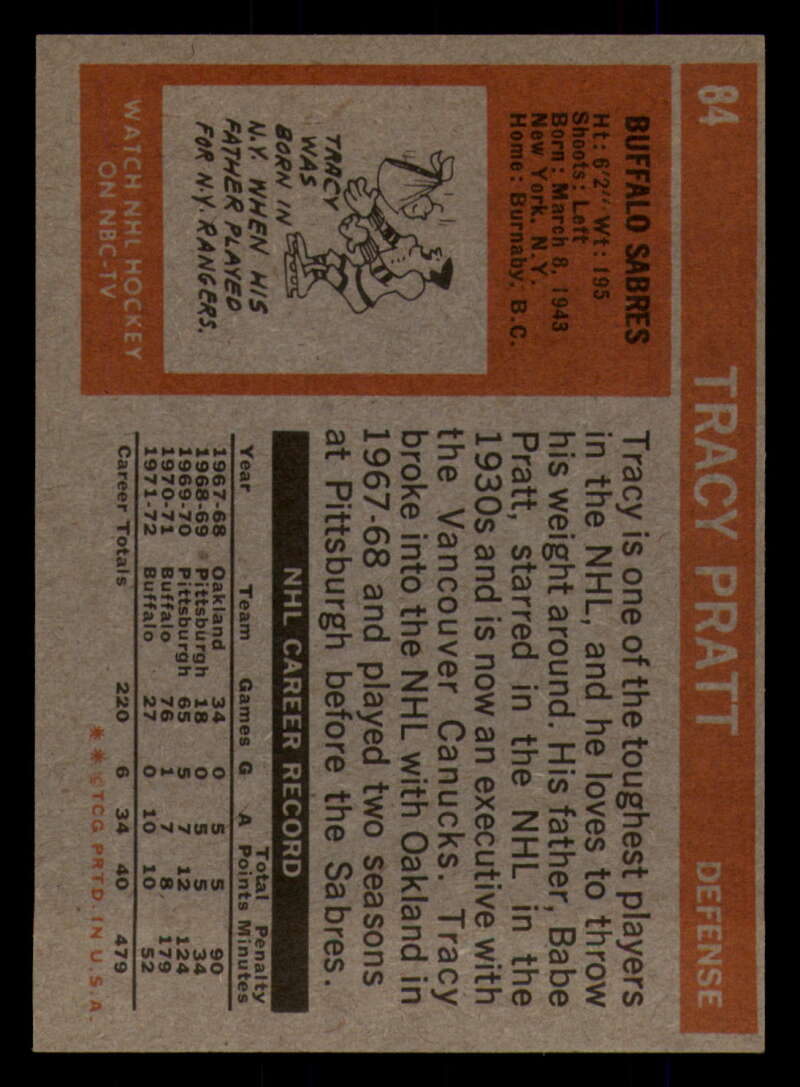 84 TRACY PRATT DEFENSE
BUFFALO SABRES
Ht: 6'2" Wt: 195
Shoots: Left
Born: March 8, 1943
New York, N.Y.
Home: Burnaby, B.C.
TRACY
WAS
BORN IN
N.Y. WHEN HIS
FATHER PLAYED
FOR N.Y. RANGERS.
WATCH NHL HOCKEY
ON NBC-TV
Tracy is one of the toughest players
in the NHL, and he loves to throw
his weight around. His father, Babe
Pratt, starred in the NHL in the
1930s and is now an executive with
the Vancouver Canucks. Tracy
broke into the NHL with Oakland in
1967-68 and played two seasons
at Pittsburgh before the Sabres.
NHL CAREER RECORD
Total Penalty
Year Team Games G A Points Minutes
1967-68 Oakland 34 0 5 5 90
1968-69 Pittsburgh 18 0 5 5 34
1969-70 Pittsburgh 65 5 7 12 124
1970-71 Buffalo 76 1 7 8 179
1971-72 Buffalo 27 0 10 10 52
Career Totals 220 6 34 40 479
**©TCG PRTD. IN U.S.A.